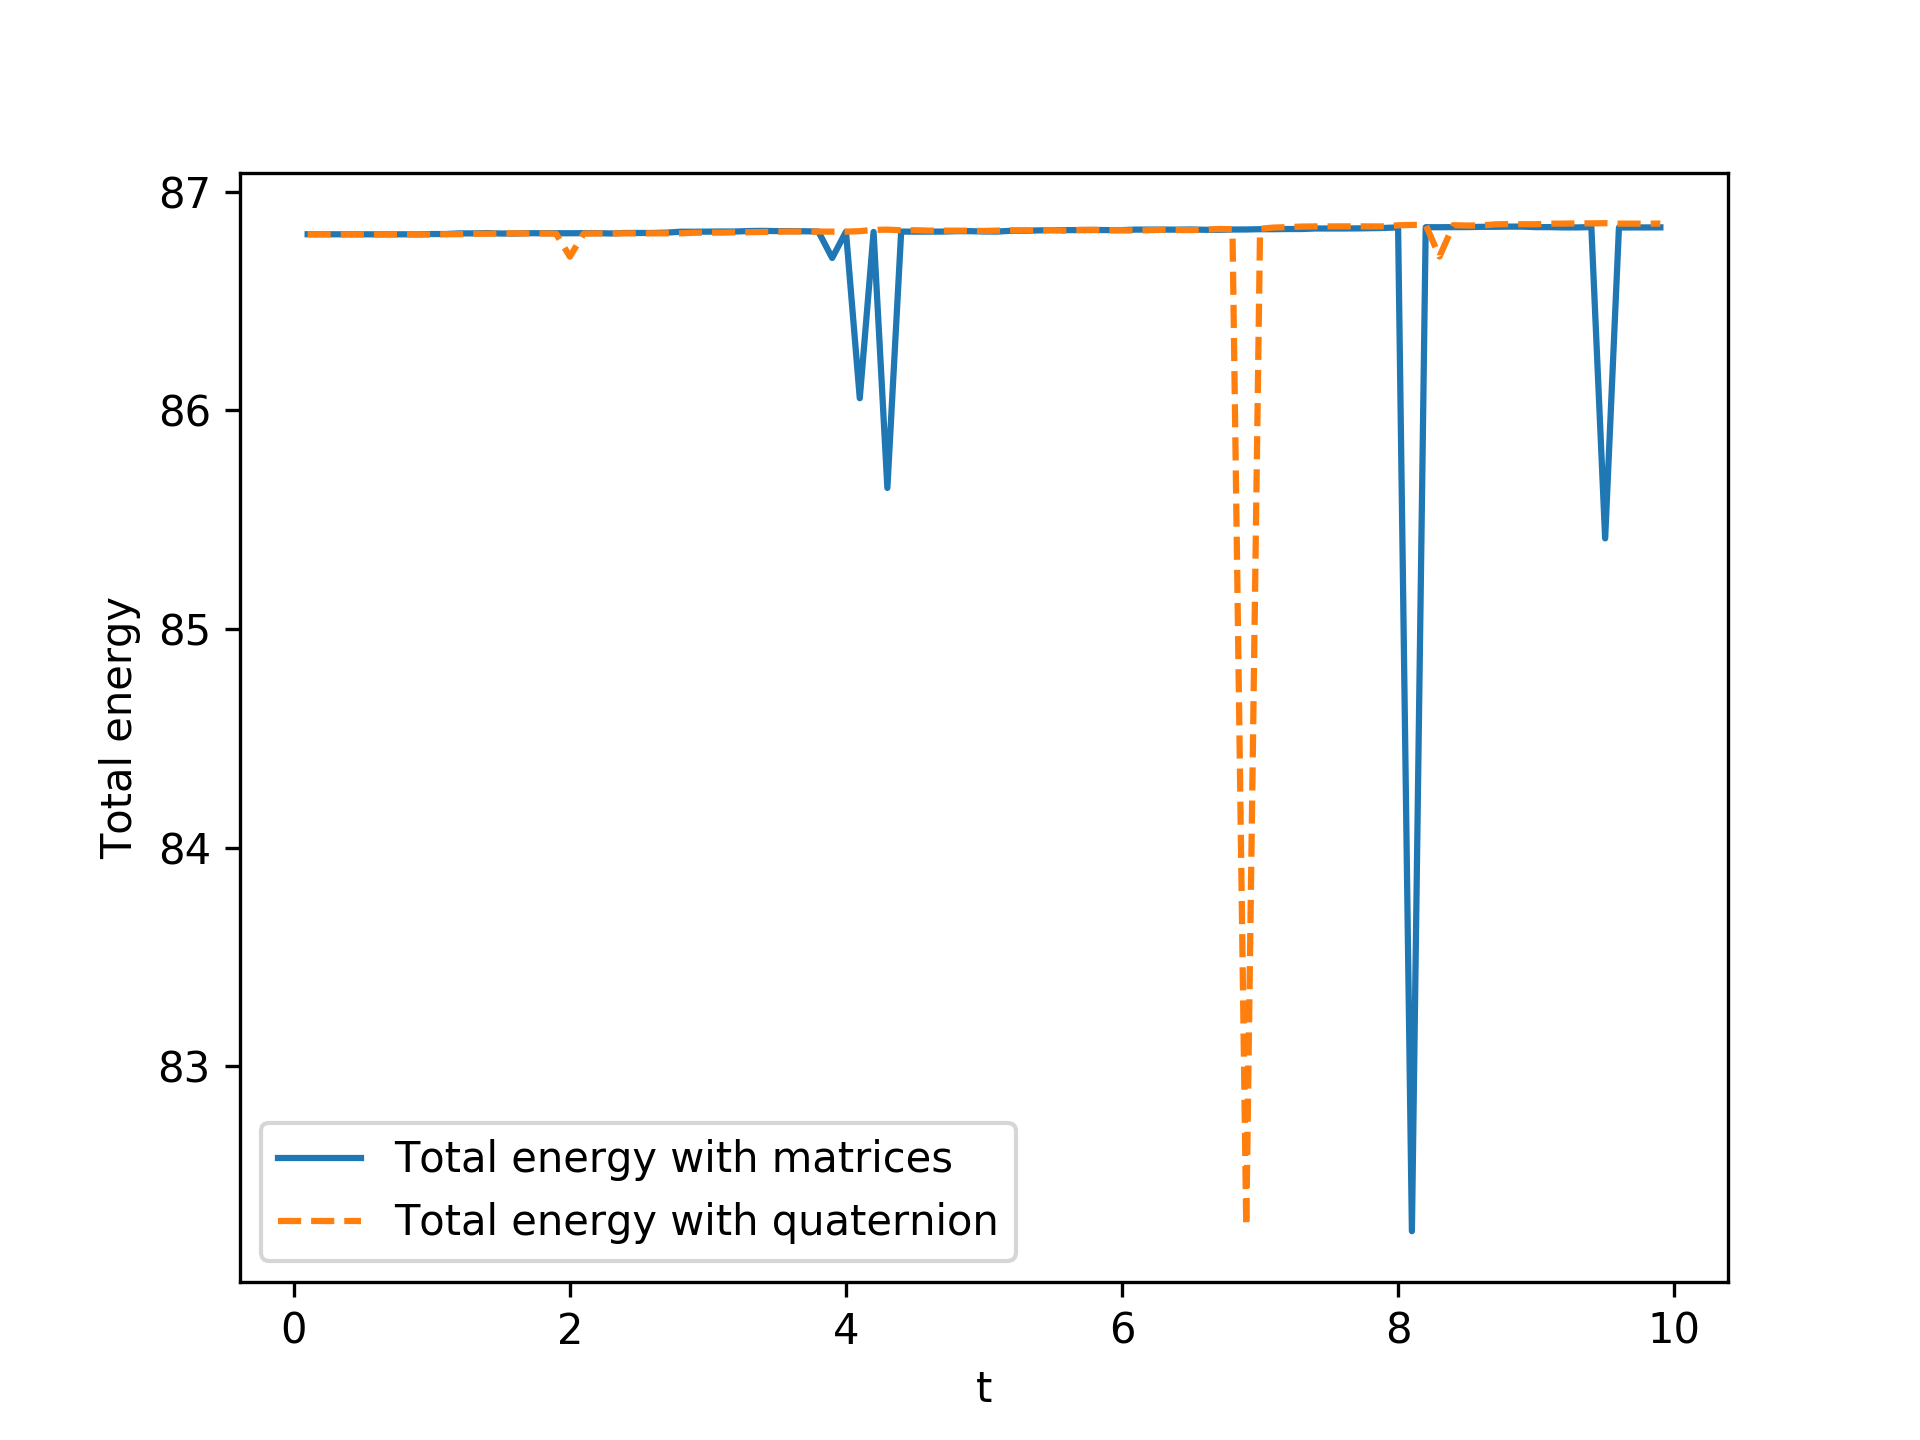 87
86
85
84
83
Total energy
Total energy with matrices
Total energy with quaternion
0 2 4 6 8 10
t